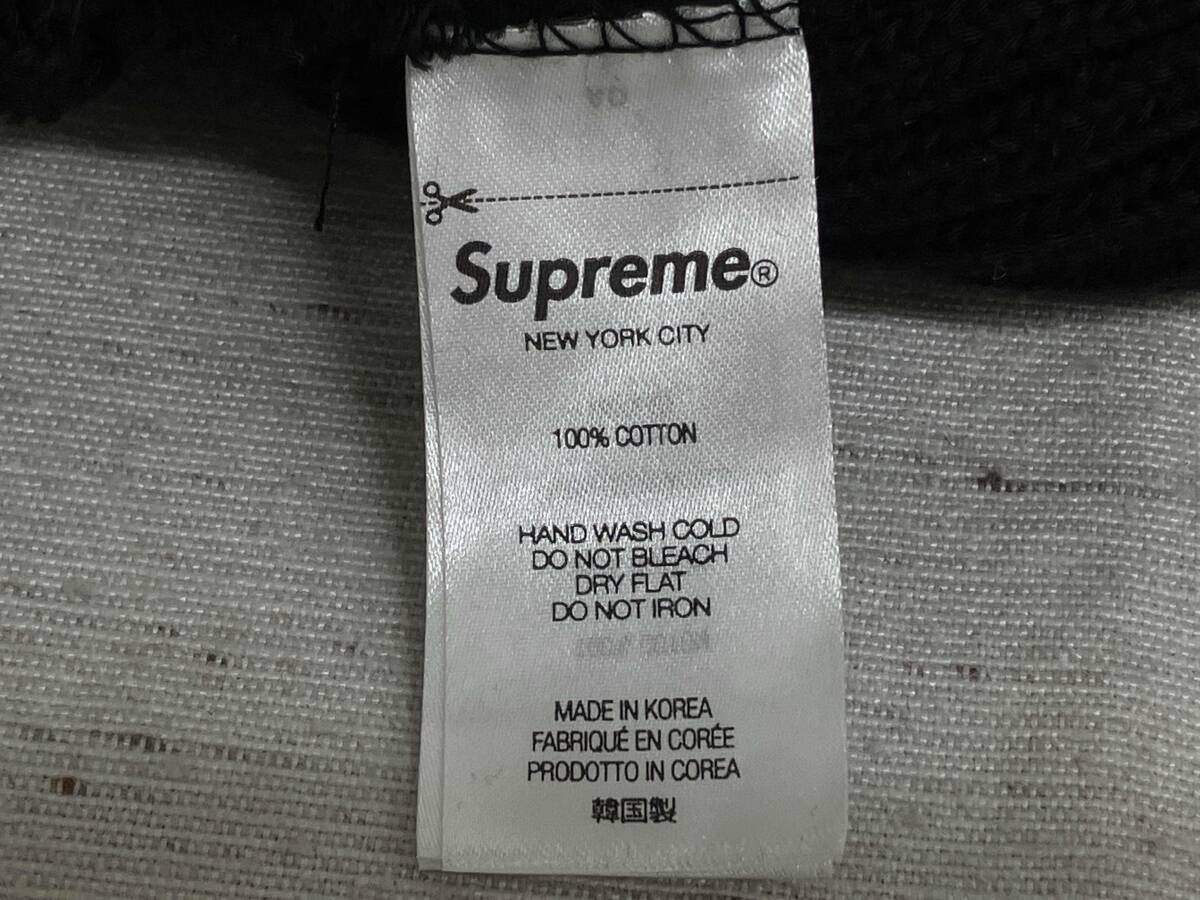 Supreme®
NEW YORK CITY
100% COTTON
HAND WASH COLD
DO NOT BLEACH
DRY FLAT
DO NOT IRON
MADE IN KOREA
FABRIQUÉ EN CORÉE
PRODOTTO IN COREA
韓国製